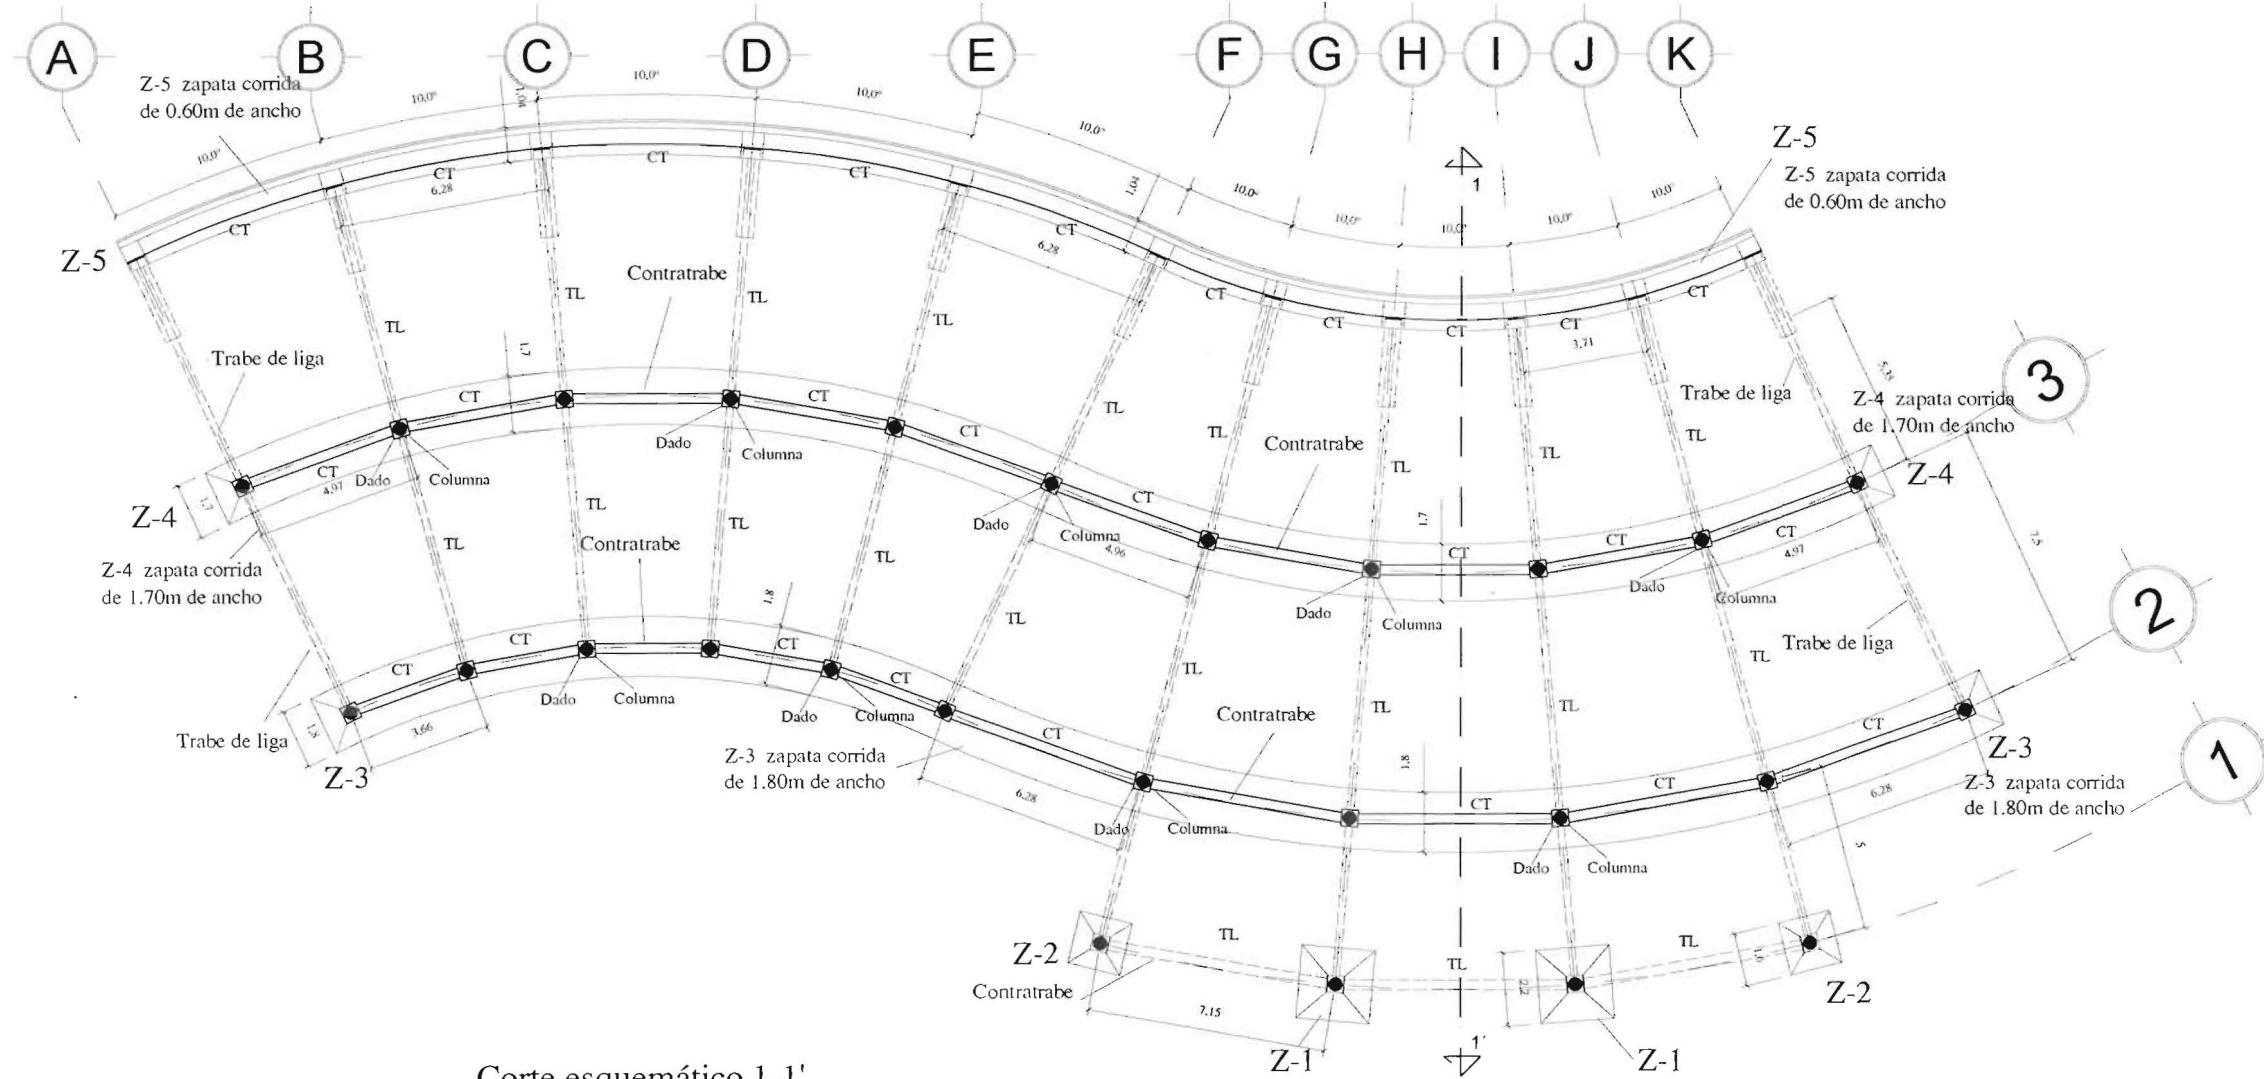 A
B
C
D
E
F
G
H
I
J
K
Z-5 zapata corrida
de 0.60m de ancho
10,0°
10,0°
10,0°
10,0°
10,0°
10,0°
10,0°
10,0°
10,0°
10,0°
1,04
1,04
1
Z-5
Z-5 zapata corrida
de 0.60m de ancho
Z-5
CT
CT
CT
CT
CT
CT
CT
CT
CT
CT
6,28
6,28
3,71
Contratrabe
TL
TL
TL
TL
TL
TL
TL
TL
TL
Trabe de liga
Trabe de liga
5,35
3
Z-4 zapata corrida
de 1.70m de ancho
Z-4
1,7
CT
CT
CT
CT
CT
CT
CT
CT
CT
4,97
Dado
Columna
Dado
Columna
Contratrabe
Dado
Columna
4,96
1,7
Dado
Columna
Dado
Columna
4,97
7,5
Z-4
1,7
Z-4 zapata corrida
de 1.70m de ancho
TL
TL
TL
TL
TL
TL
TL
TL
TL
Contratrabe
1,8
2
Trabe de liga
CT
CT
CT
CT
CT
CT
CT
CT
Dado
Columna
Dado
Columna
Contratrabe
1,8
Trabe de liga
1,8
3,66
Z-3
Z-3 zapata corrida
de 1.80m de ancho
6,28
Dado
Columna
Dado
Columna
Z-3
Z-3 zapata corrida
de 1.80m de ancho
6,28
1
5
Z-2
TL
TL
TL
Contratrabe
7,15
2,2
1,6
Z-2
Z-1
1'
Z-1
Corte esquemático 1-1'